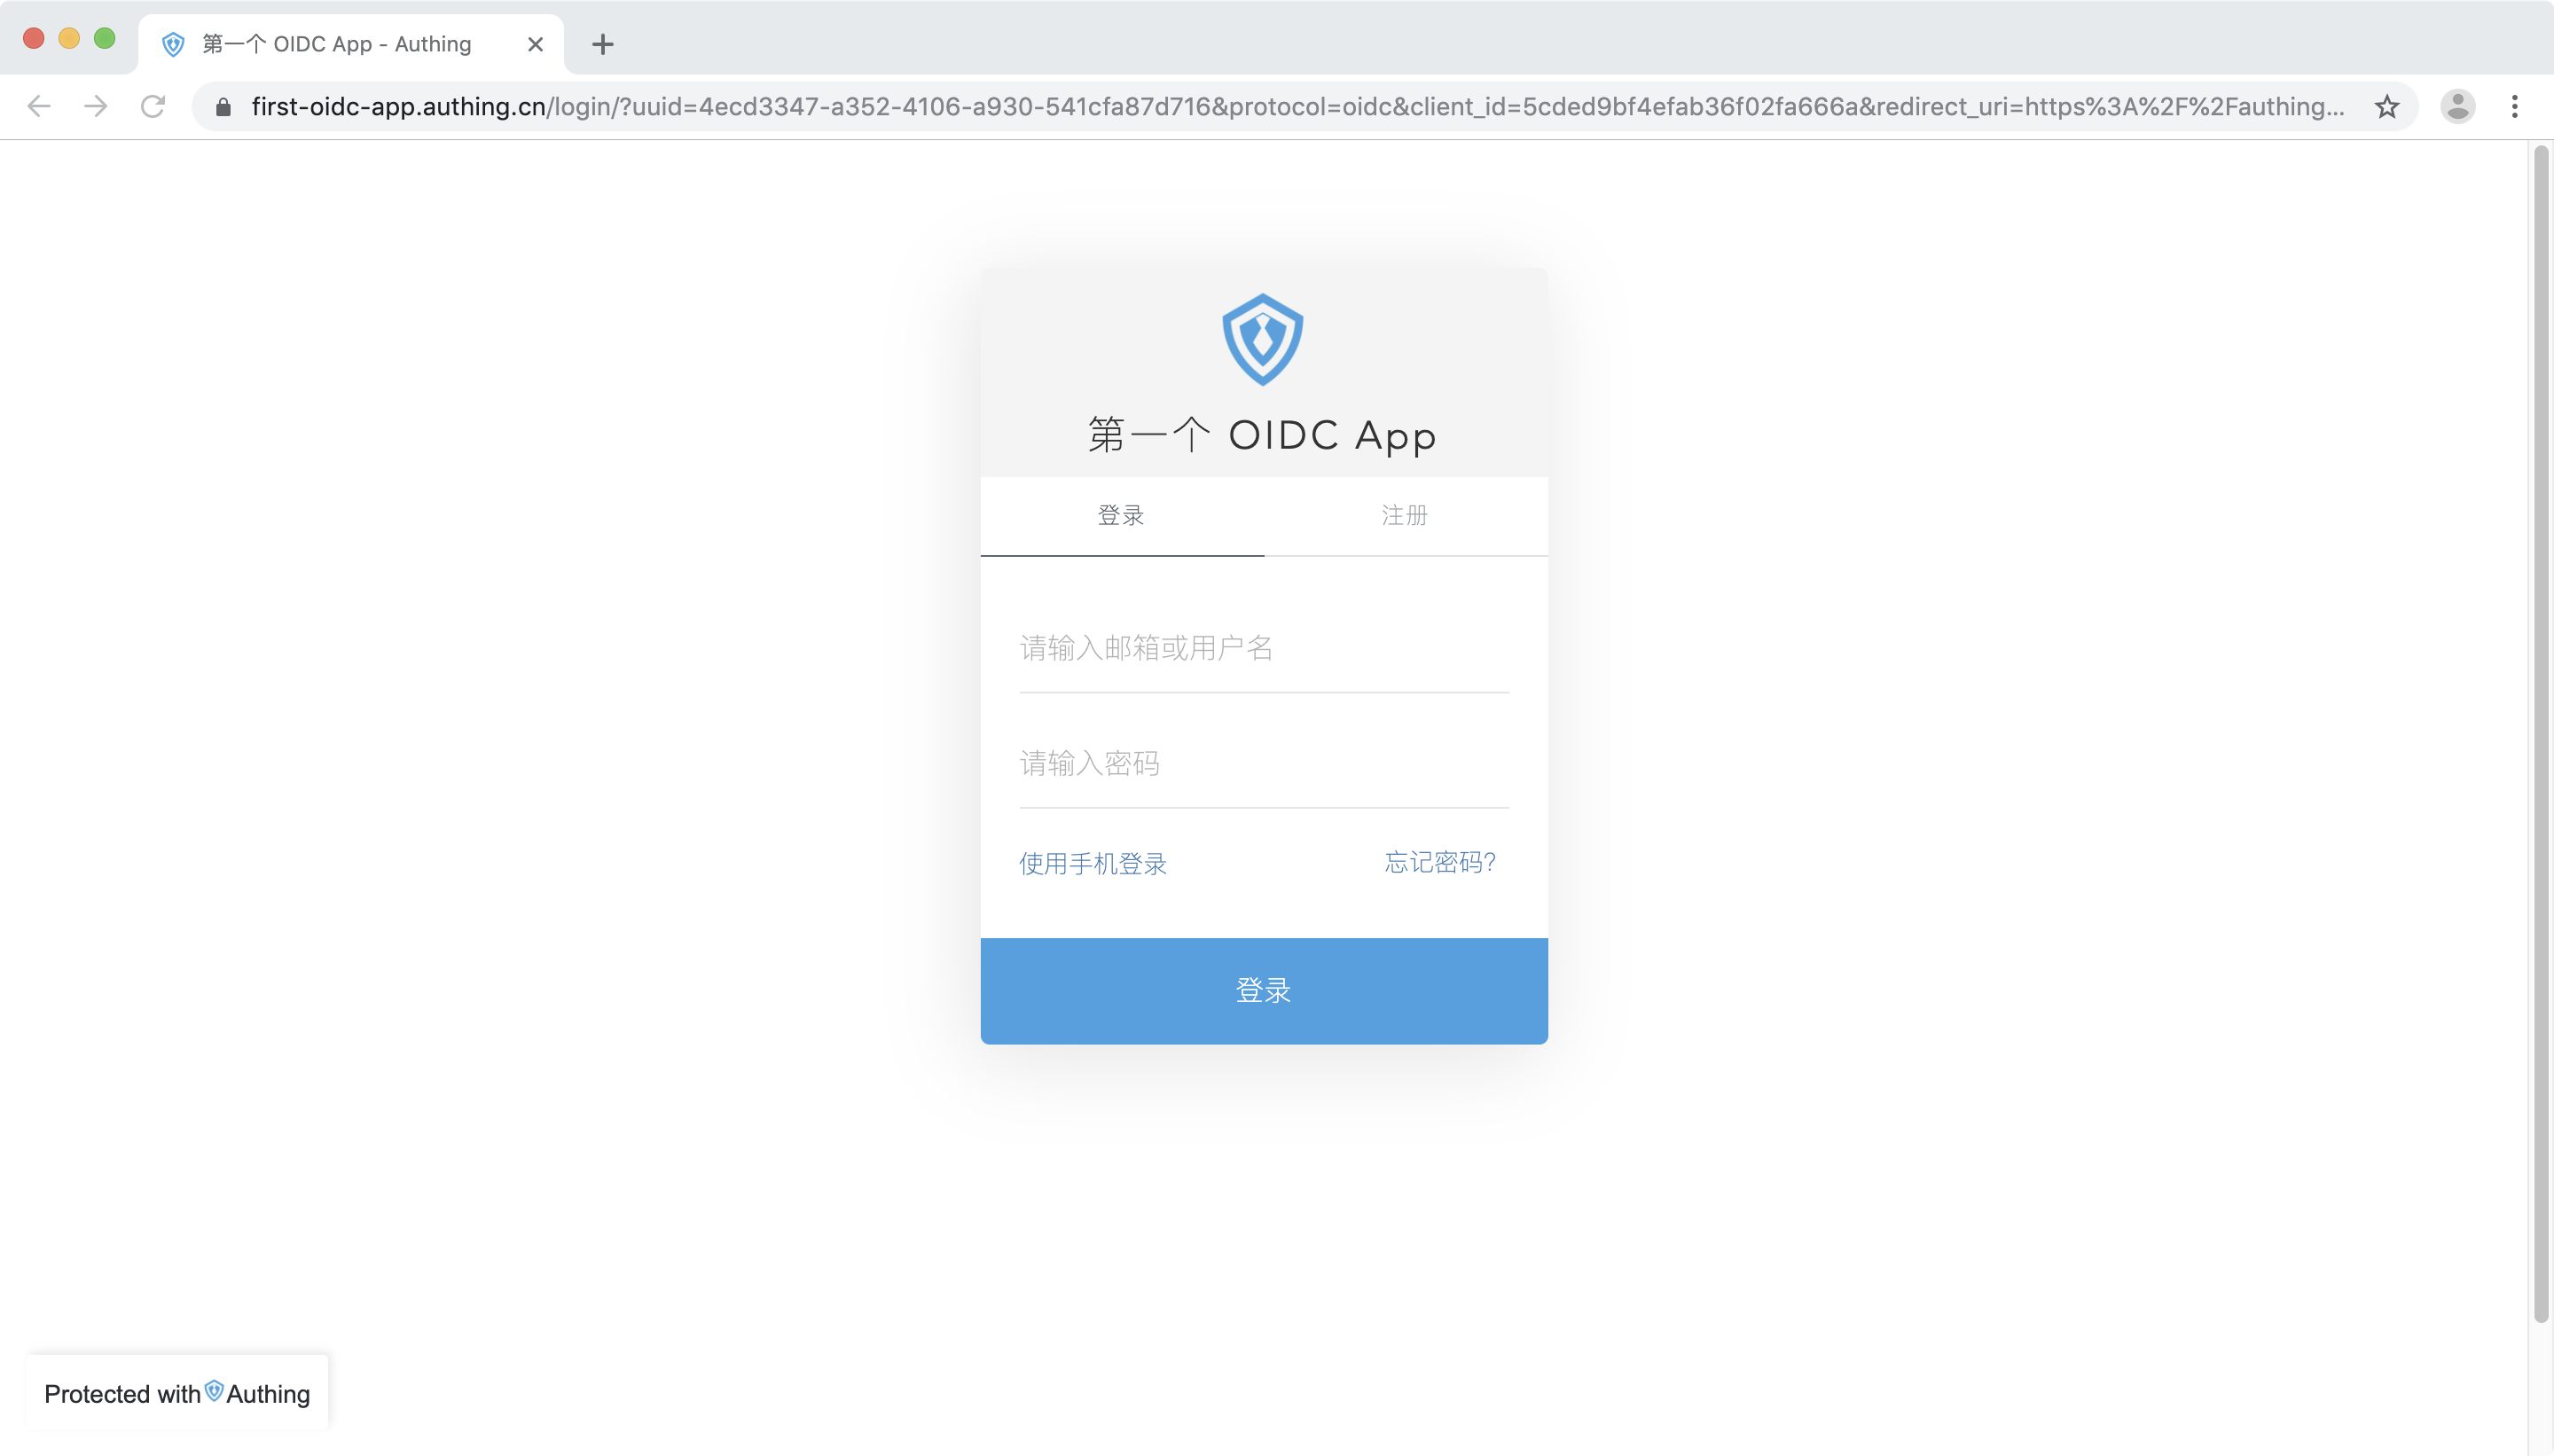 第一个 OIDC App - Authing
first-oidc-app.authing.cn/login/?uuid=4ecd3347-a352-4106-a930-541cfa87d716&protocol=oidc&client_id=5cded9bf4efab36f02fa666a&redirect_uri=https%3A%2F%2Fauthing...
第一个 OIDC App
登录 注册
请输入邮箱或用户名
请输入密码
使用手机登录 忘记密码?
登录
Protected with Authing